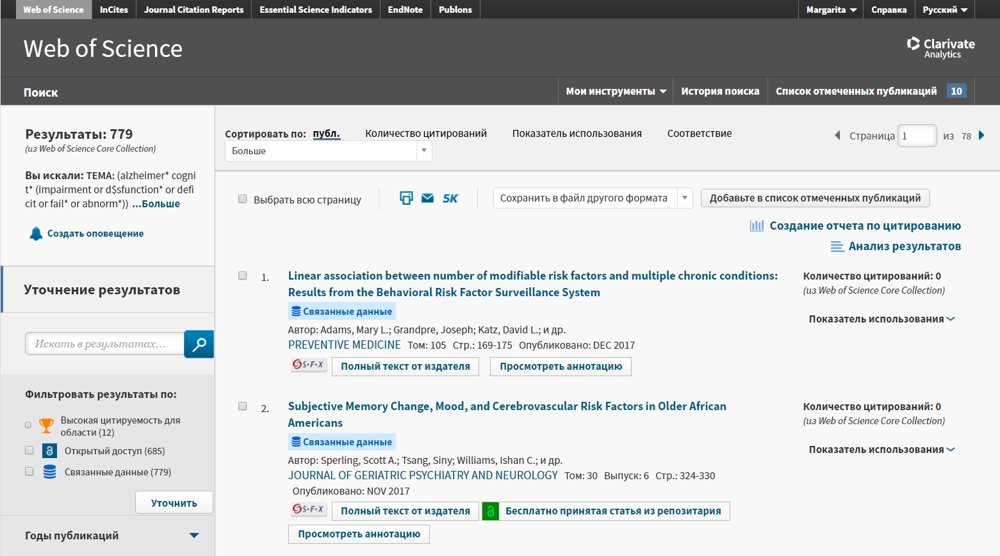 Web of Science InCites Journal Citation Reports Essential Science Indicators EndNote Publons Margarita Справка Русский
Web of Science
Clarivate
Analytics
Поиск Мои инструменты История поиска Список отмеченных публикаций 10
Результаты: 779
(из Web of Science Core Collection)
Вы искали: ТЕМА: (alzheimer* cogni
t* (impairment or d$sfunction* or defi
cit or fail* or abnorm*)) ...Больше
Создать оповещение
Уточнение результатов
Искать в результатах...
Фильтровать результаты по:
Высокая цитируемость для
области (12)
Открытый доступ (685)
Связанные данные (779)
Уточнить
Годы публикаций
Сортировать по: публ. Количество цитирований Показатель использования Соответствие
Больше
Страница 1 из 78
Выбрать всю страницу 5K Сохранить в файл другого формата Добавьте в список отмеченных публикаций
Создание отчета по цитированию
Анализ результатов
1. Linear association between number of modifiable risk factors and multiple chronic conditions:
Results from the Behavioral Risk Factor Surveillance System
Связанные данные
Автор: Adams, Mary L.; Grandpre, Joseph; Katz, David L.; и др.
PREVENTIVE MEDICINE Том: 105 Стр.: 169-175 Опубликовано: DEC 2017
S·F·X Полный текст от издателя Просмотреть аннотацию
Количество цитирований: 0
(из Web of Science Core Collection)
Показатель использования
2. Subjective Memory Change, Mood, and Cerebrovascular Risk Factors in Older African
Americans
Связанные данные
Автор: Sperling, Scott A.; Tsang, Siny; Williams, Ishan C.; и др.
JOURNAL OF GERIATRIC PSYCHIATRY AND NEUROLOGY Том: 30 Выпуск: 6 Стр.: 324-330
Опубликовано: NOV 2017
S·F·X Полный текст от издателя Бесплатно принятая статья из репозитария
Просмотреть аннотацию
Количество цитирований: 0
(из Web of Science Core Collection)
Показатель использования